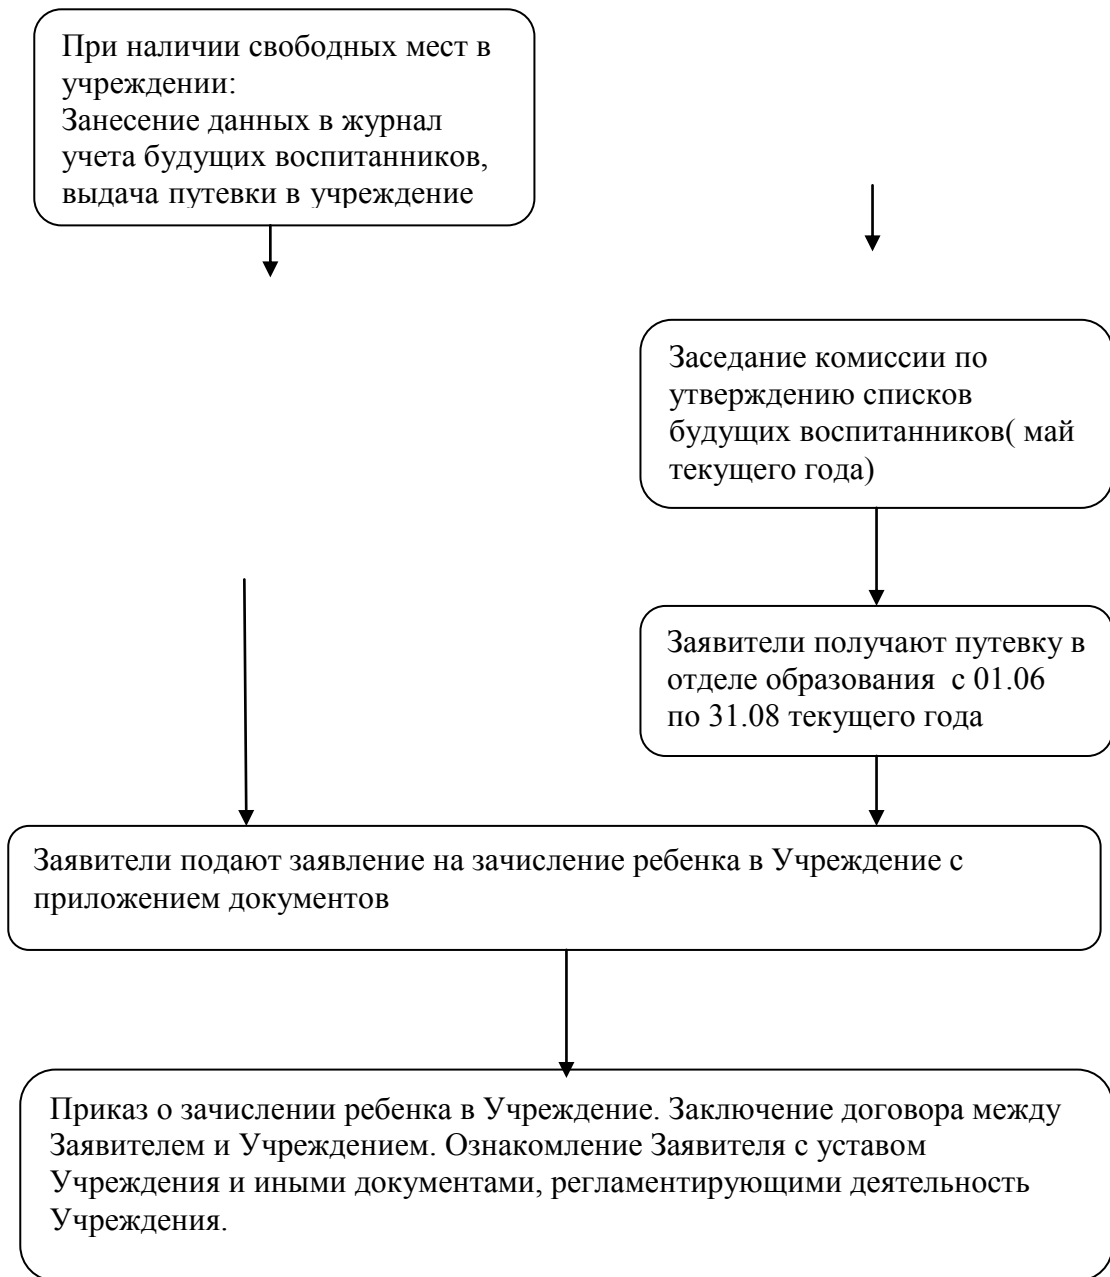 При наличии свободных мест в
учреждении:
Занесение данных в журнал
учета будущих воспитанников,
выдача путевки в учреждение
Заседание комиссии по
утверждению списков
будущих воспитанников( май
текущего года)
Заявители получают путевку в
отделе образования  с 01.06
по 31.08 текущего года
Заявители подают заявление на зачисление ребенка в Учреждение с
приложением документов
Приказ о зачислении ребенка в Учреждение. Заключение договора между
Заявителем и Учреждением. Ознакомление Заявителя с уставом
Учреждения и иными документами, регламентирующими деятельность
Учреждения.